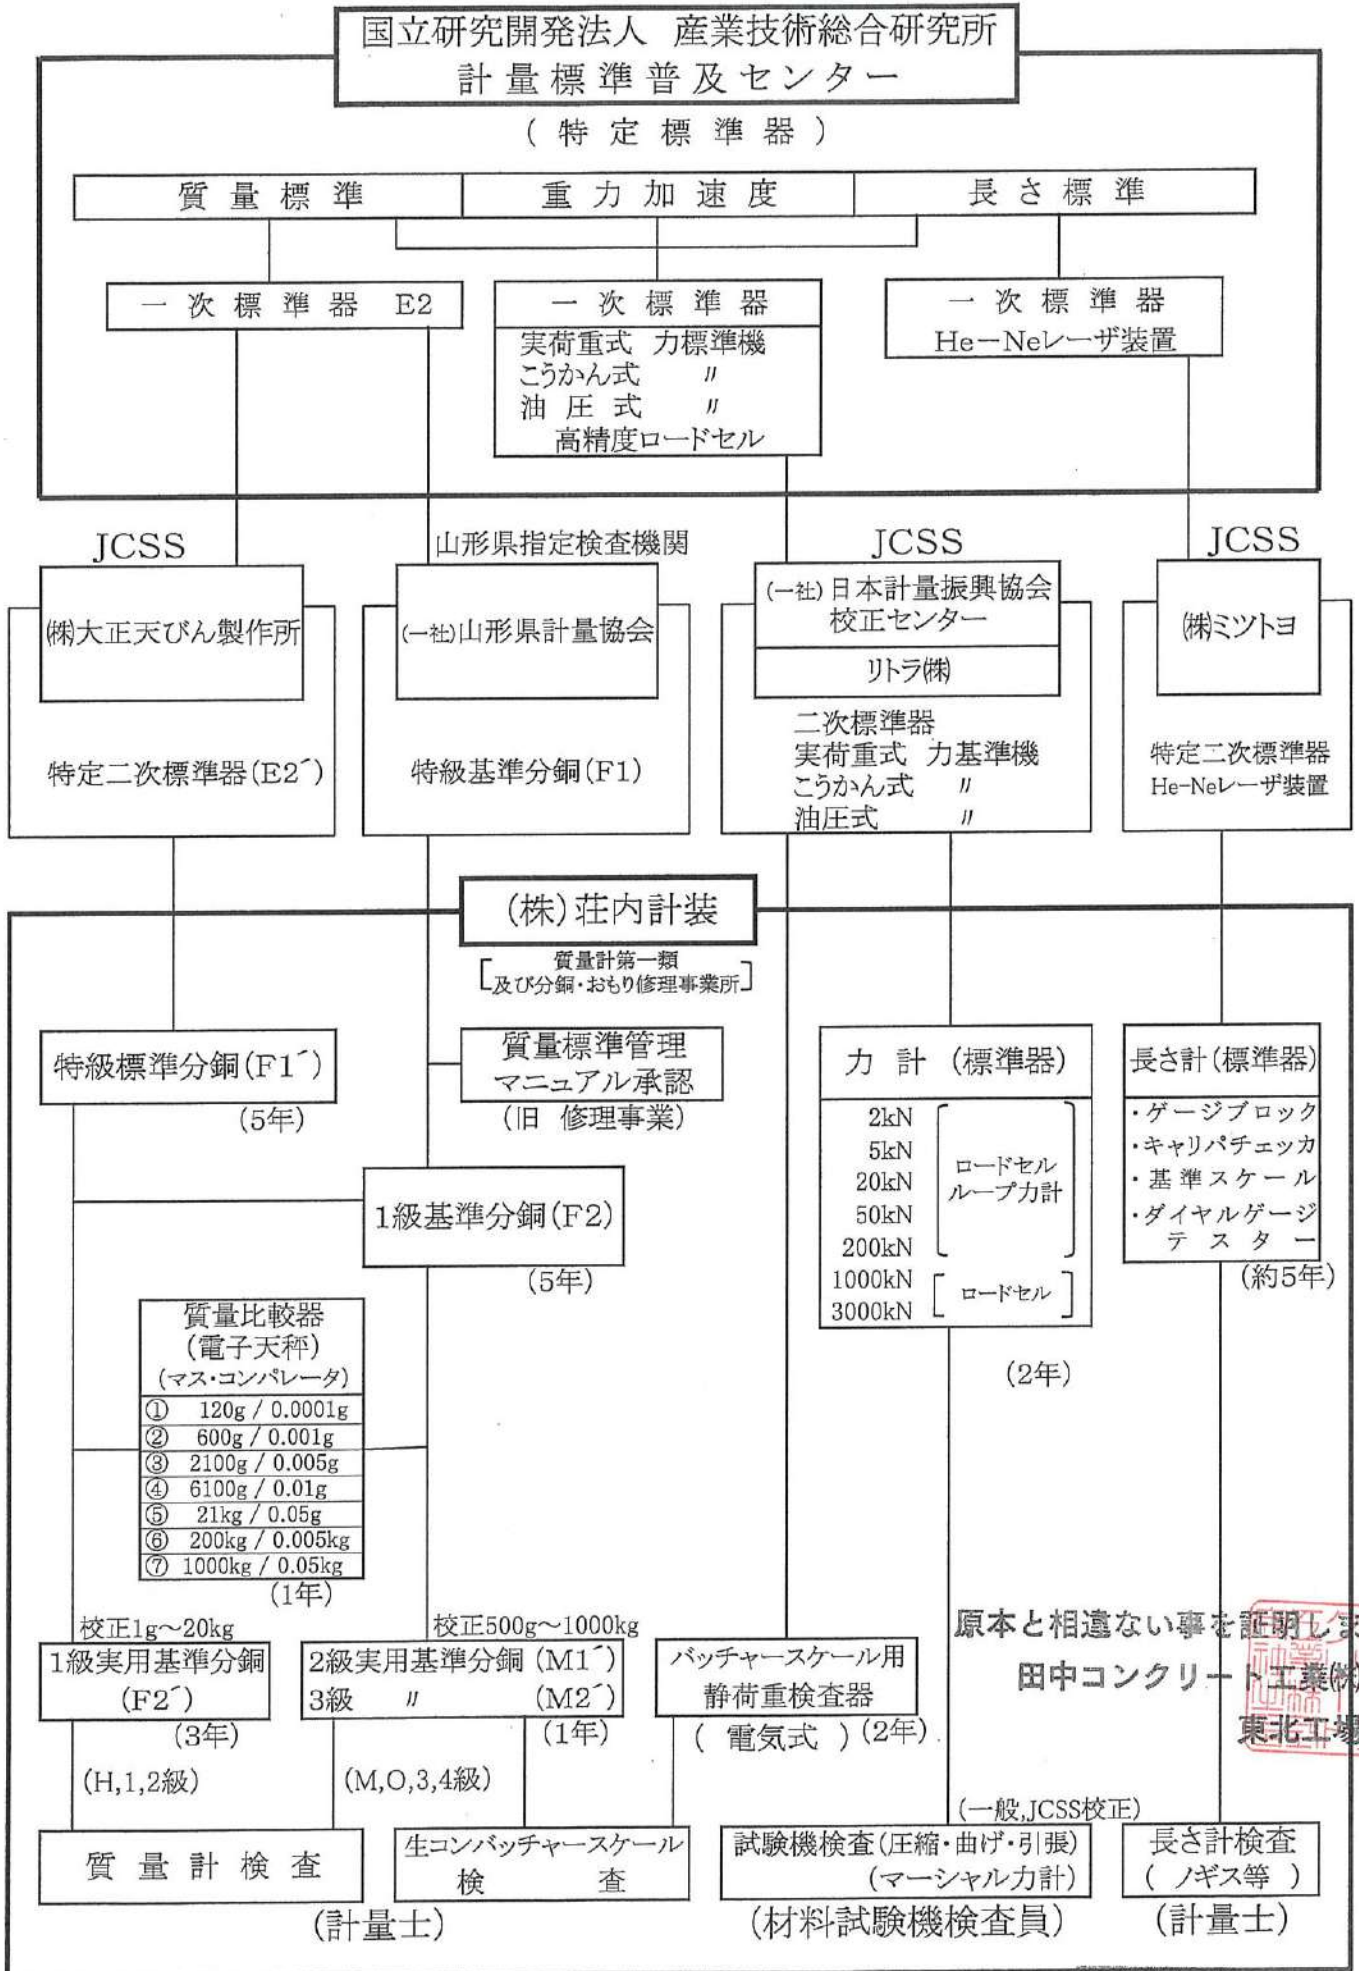 国立研究開発法人 産業技術総合研究所
計量標準普及センター
(特定標準器)
質量標準 重力加速度 長さ標準
一次標準器 E2
一次標準器
実荷重式 力標準機
こうかん式 〃
油圧式 〃
高精度ロードセル
一次標準器
He-Neレーザ装置
JCSS
㈱大正天びん製作所
特定二次標準器(E2´)
山形県指定検査機関
(一社)山形県計量協会
特級基準分銅(F1)
JCSS
(一社)日本計量振興協会
校正センター
リトラ㈱
二次標準器
実荷重式 力基準機
こうかん式 〃
油圧式 〃
JCSS
㈱ミツトヨ
特定二次標準器
He-Neレーザ装置
(株)荘内計装
質量計第一類
及び分銅・おもり修理事業所
特級標準分銅(F1´)
(5年)
質量標準管理
マニュアル承認
(旧 修理事業)
1級基準分銅(F2)
(5年)
質量比較器
(電子天秤)
(マス・コンパレータ)
① 120g / 0.0001g
② 600g / 0.001g
③ 2100g / 0.005g
④ 6100g / 0.01g
⑤ 21kg / 0.05g
⑥ 200kg / 0.005kg
⑦ 1000kg / 0.05kg
(1年)
力計 (標準器)
2kN
5kN
20kN
50kN
200kN
ロードセル
ループ力計
1000kN
3000kN
ロードセル
(2年)
長さ計(標準器)
・ゲージブロック
・キャリパチェッカ
・基準スケール
・ダイヤルゲージ
テスター
(約5年)
校正1g～20kg
1級実用基準分銅
(F2´)
(3年)
校正500g～1000kg
2級実用基準分銅 (M1´)
3級 〃 (M2´)
(1年)
バッチャースケール用
静荷重検査器
(電気式) (2年)
原本と相違ない事を証明しま
田中コンクリート工業㈱
東北工場
(H,1,2級)
(M,O,3,4級)
(一般,JCSS校正)
質量計検査
生コンバッチャースケール
検査
試験機検査(圧縮・曲げ・引張)
(マーシャル力計)
長さ計検査
(ノギス等)
(計量士)
(材料試験機検査員)
(計量士)